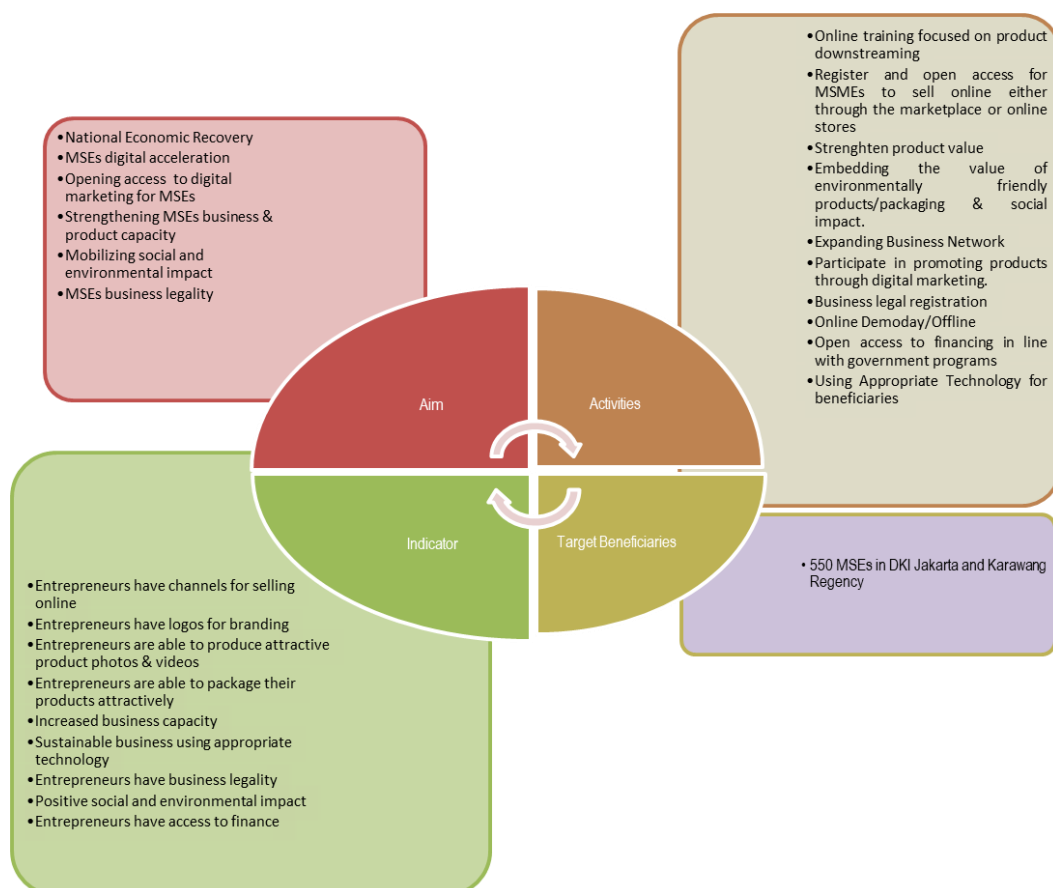 •National Economic Recovery
•MSEs digital acceleration
•Opening access to digital
marketing for MSEs
•Strengthening MSEs business &
product capacity
•Mobilizing social and
environmental impact
•MSEs business legality
•Online training focused on product
downstreaming
•Register and open access for
MSMEs to sell online either
through the marketplace or online
stores
•Strenghten product value
•Embedding the value of
environmentally friendly
products/packaging & social
impact.
•Expanding Business Network
•Participate in promoting products
through digital marketing.
•Business legal registration
•Online Demoday/Offline
•Open access to financing in line
with government programs
•Using Appropriate Technology for
beneficiaries
Aim
Activities
Indicator
Target Beneficiaries
•Entrepreneurs have channels for selling
online
•Entrepreneurs have logos for branding
•Entrepreneurs are able to produce attractive
product photos & videos
•Entrepreneurs are able to package their
products attractively
•Increased business capacity
•Sustainable business using appropriate
technology
•Entrepreneurs have business legality
•Positive social and environmental impact
•Entrepreneurs have access to finance
• 550 MSEs in DKI Jakarta and Karawang
Regency